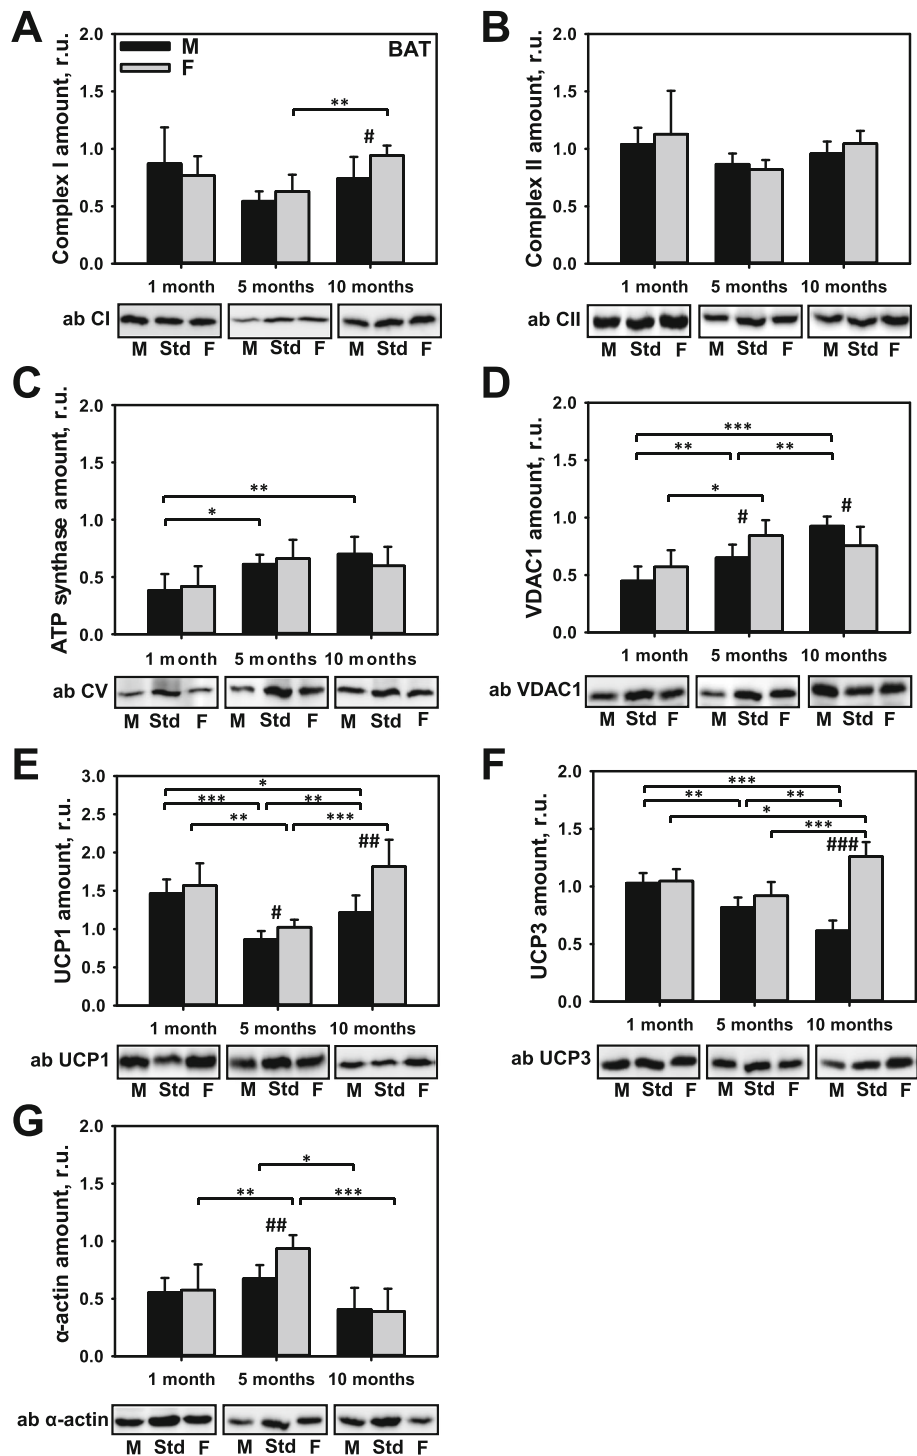 A
Complex I amount, r.u.
2.0
1.5
1.0
0.5
0.0
M
F
BAT
**
#
1 month 5 months 10 months
ab CI
M Std F M Std F M Std F
B
Complex II amount, r.u.
2.0
1.5
1.0
0.5
0.0
1 month 5 months 10 months
ab CII
M Std F M Std F M Std F
C
ATP synthase amount, r.u.
2.0
1.5
1.0
0.5
0.0
**
*
1 month 5 months 10 months
ab CV
M Std F M Std F M Std F
D
VDAC1 amount, r.u.
2.0
1.5
1.0
0.5
0.0
***
** **
*
# #
1 month 5 months 10 months
ab VDAC1
M Std F M Std F M Std F
E
UCP1 amount, r.u.
3.0
2.5
2.0
1.5
1.0
0.5
0.0
*
*** **
** ***
##
#
1 month 5 months 10 months
ab UCP1
M Std F M Std F M Std F
F
UCP3 amount, r.u.
2.0
1.5
1.0
0.5
0.0
***
** **
*
***
###
1 month 5 months 10 months
ab UCP3
M Std F M Std F M Std F
G
α-actin amount, r.u.
2.0
1.5
1.0
0.5
0.0
*
** ***
##
1 month 5 months 10 months
ab α-actin
M Std F M Std F M Std F